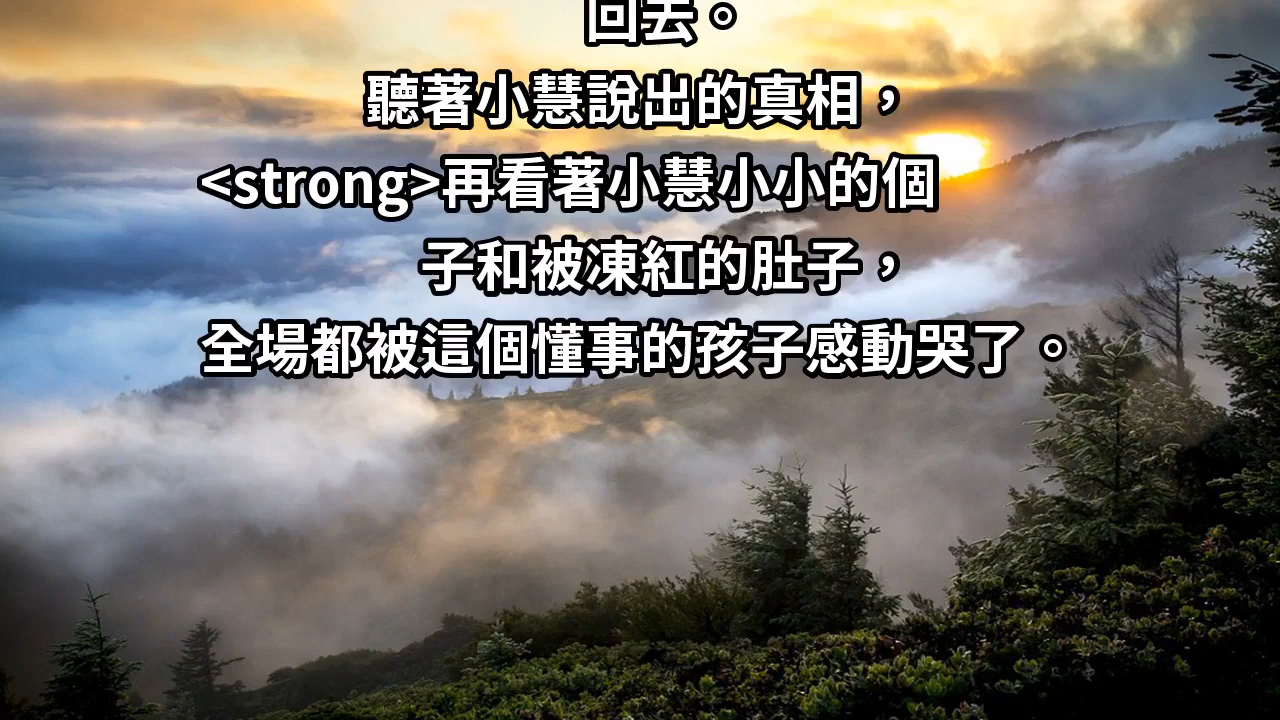 回去。
聽著小慧說出的真相，
<strong>再看著小慧小小的個
子和被凍紅的肚子，
全場都被這個懂事的孩子感動哭了。